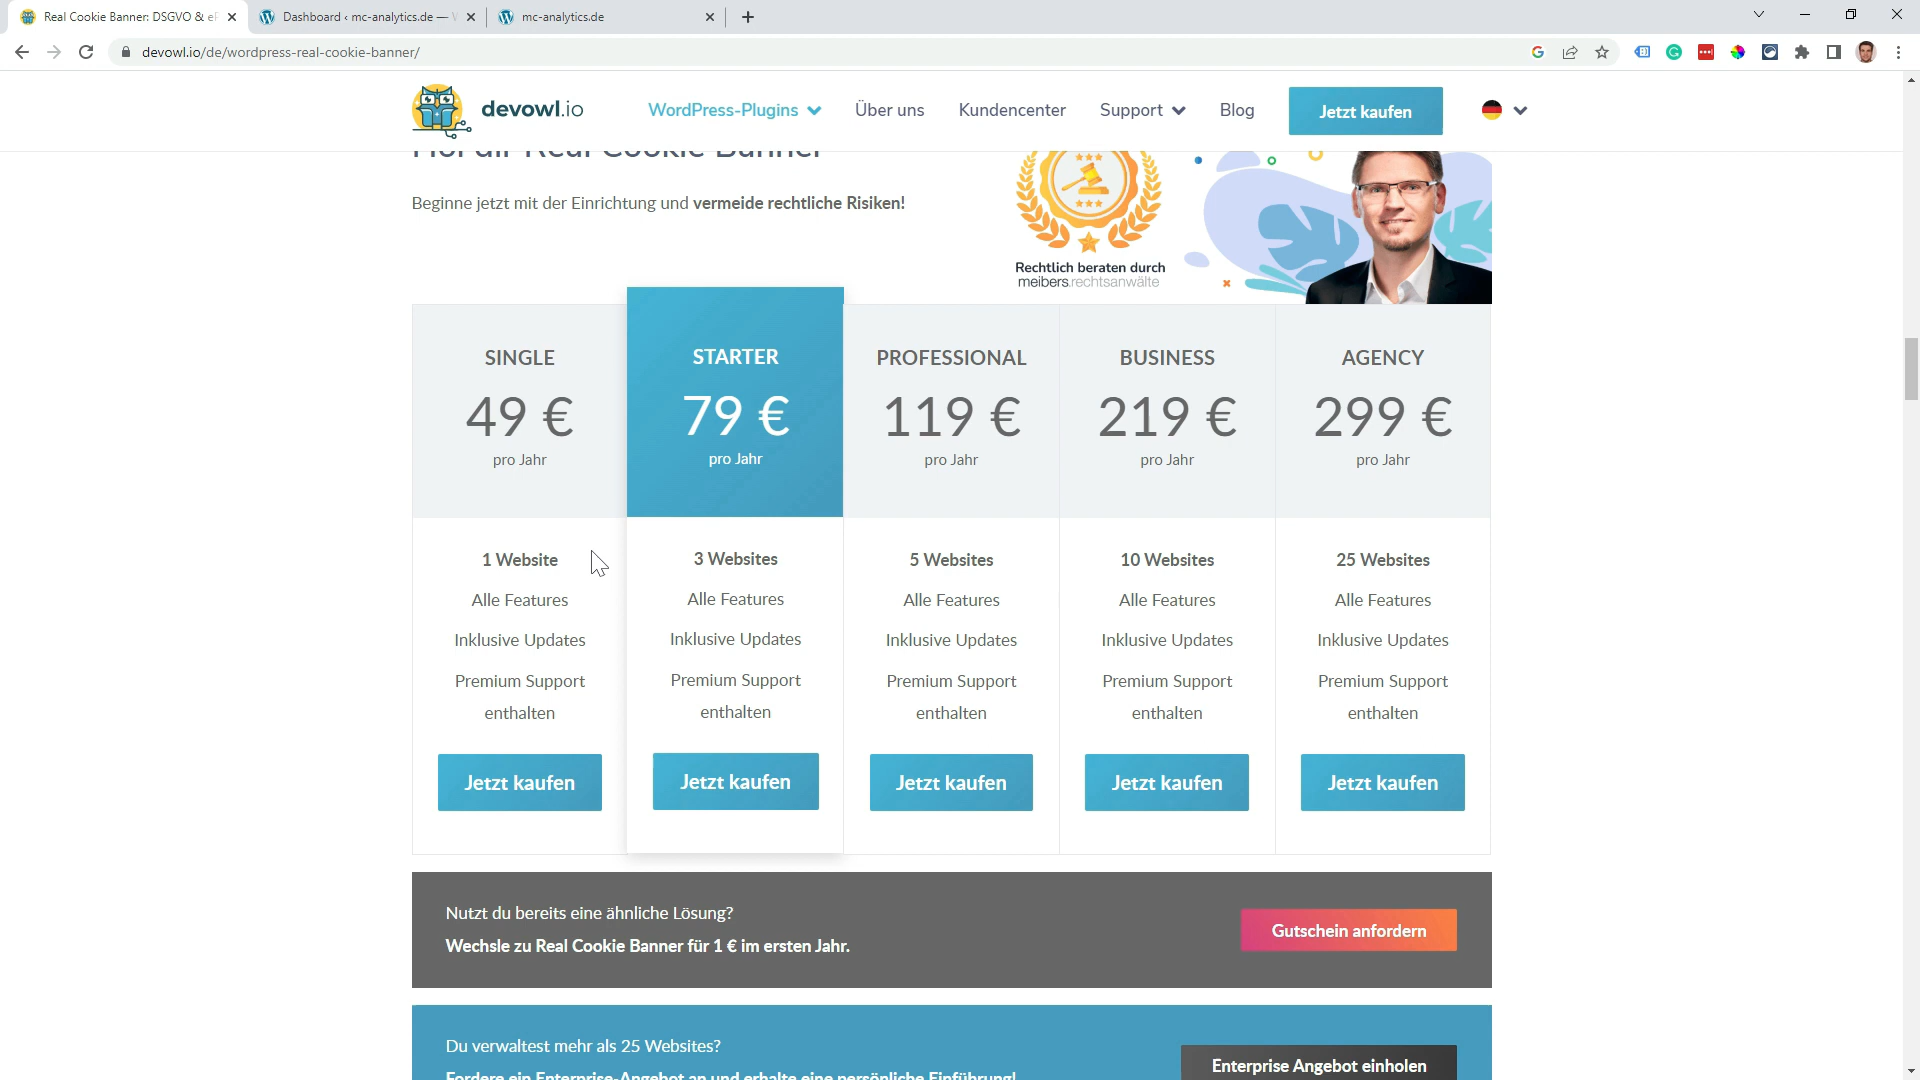 Real Cookie Banner: DSGVO & eP
Dashboard ‹ mc-analytics.de —
mc-analytics.de
devowl.io/de/wordpress-real-cookie-banner/
devowl.io
WordPress-Plugins
Über uns
Kundencenter
Support
Blog
Jetzt kaufen
Hol dir Real Cookie Banner
Beginne jetzt mit der Einrichtung und vermeide rechtliche Risiken!
Rechtlich beraten durch
meibers.rechtsanwälte
SINGLE
49 €
pro Jahr
1 Website
Alle Features
Inklusive Updates
Premium Support
enthalten
Jetzt kaufen
STARTER
79 €
pro Jahr
3 Websites
Alle Features
Inklusive Updates
Premium Support
enthalten
Jetzt kaufen
PROFESSIONAL
119 €
pro Jahr
5 Websites
Alle Features
Inklusive Updates
Premium Support
enthalten
Jetzt kaufen
BUSINESS
219 €
pro Jahr
10 Websites
Alle Features
Inklusive Updates
Premium Support
enthalten
Jetzt kaufen
AGENCY
299 €
pro Jahr
25 Websites
Alle Features
Inklusive Updates
Premium Support
enthalten
Jetzt kaufen
Nutzt du bereits eine ähnliche Lösung?
Wechsle zu Real Cookie Banner für 1 € im ersten Jahr.
Gutschein anfordern
Du verwaltest mehr als 25 Websites?
Fordere ein Enterprise-Angebot an und erhalte eine persönliche Einführung!
Enterprise Angebot einholen